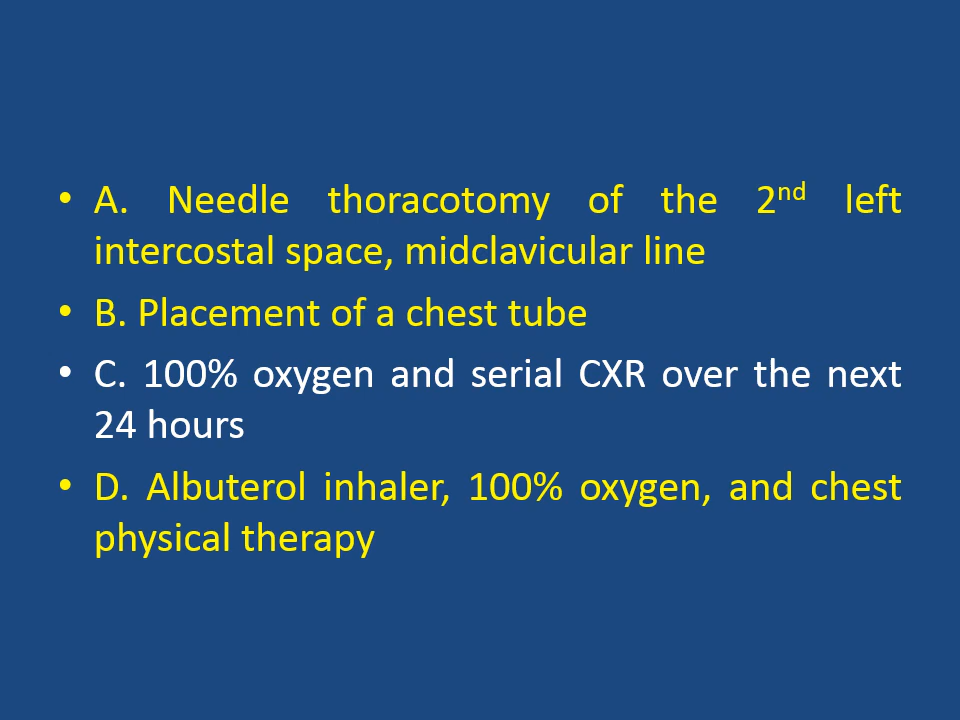 • A. Needle thoracotomy of the 2nd left
intercostal space, midclavicular line
• B. Placement of a chest tube
• C. 100% oxygen and serial CXR over the next
24 hours
• D. Albuterol inhaler, 100% oxygen, and chest
physical therapy